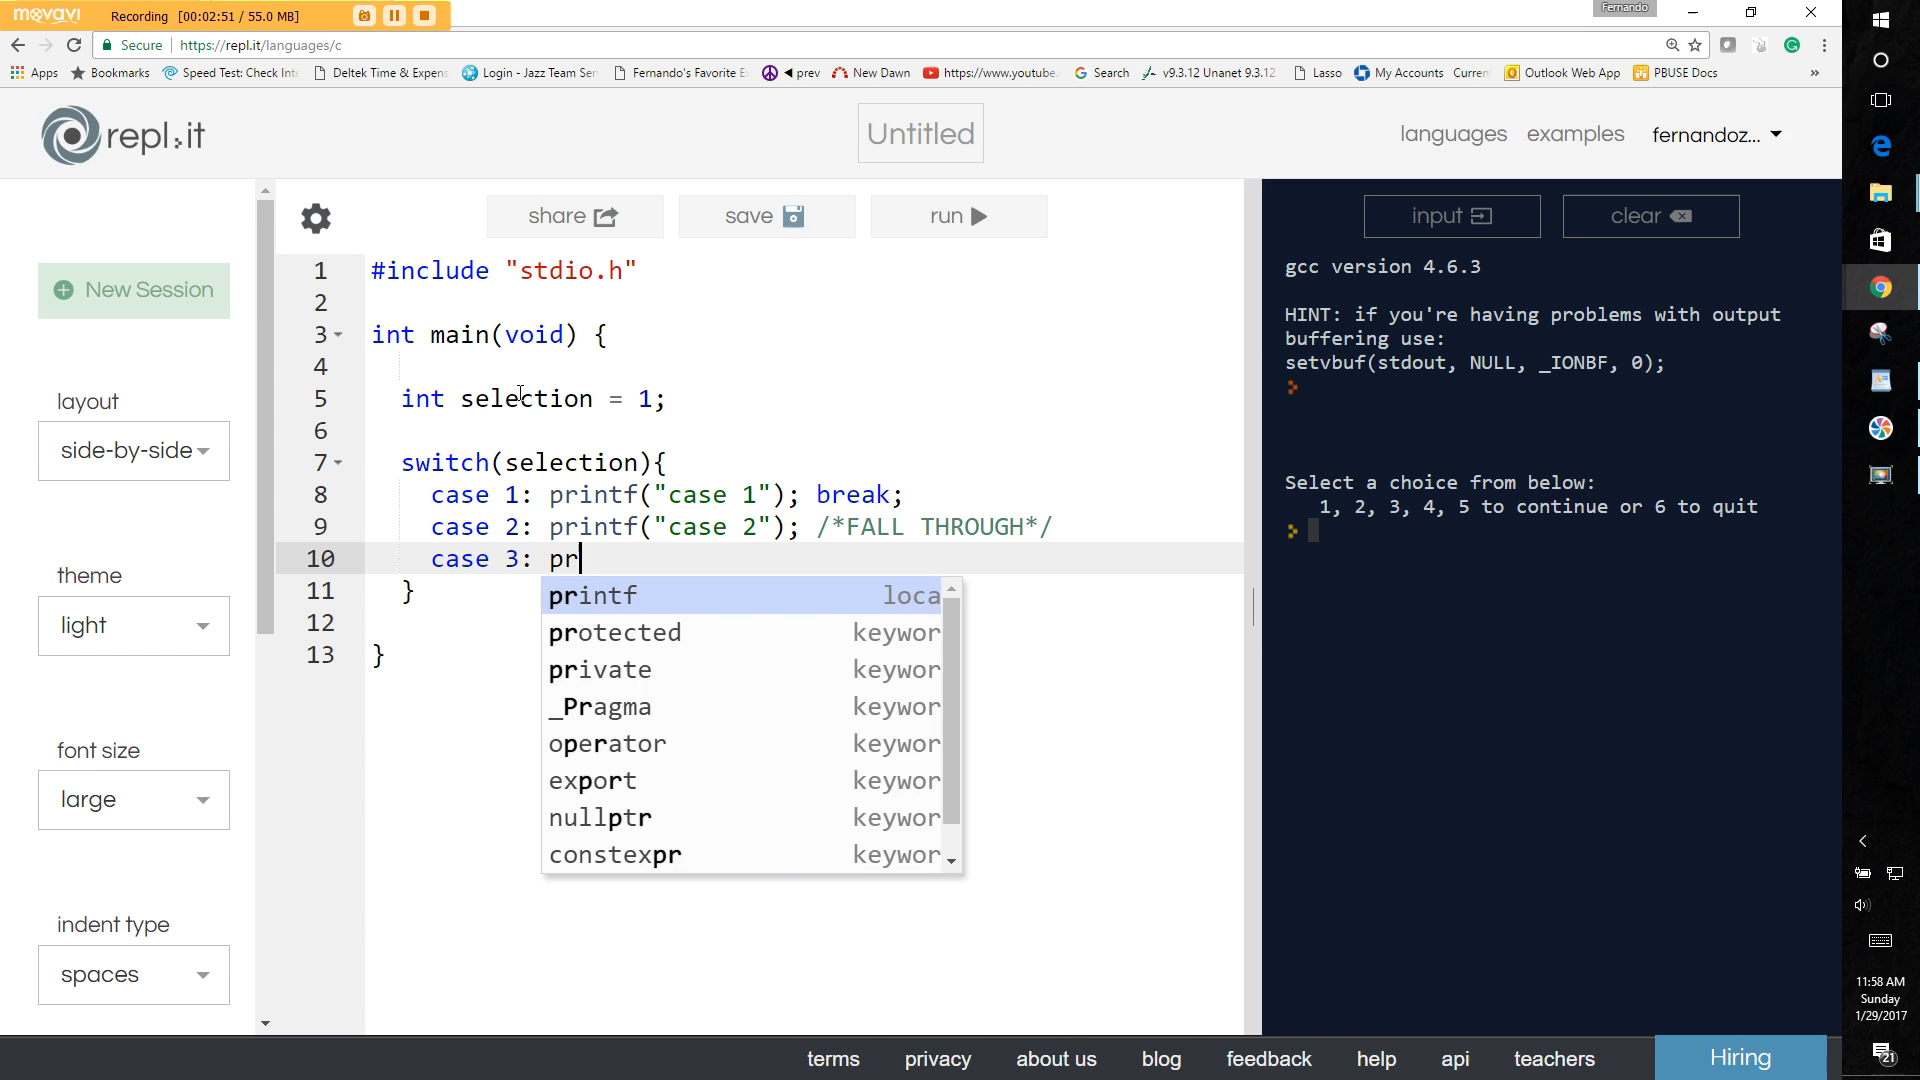 movavi Recording [00:02:51 / 55.0 MB]
Fernando
Secure https://repl.it/languages/c
Apps Bookmarks Speed Test: Check Inte Deltek Time & Expens Login - Jazz Team Ser Fernando's Favorite E prev New Dawn https://www.youtube. Search v9.3.12 Unanet 9.3.12 Lasso My Accounts Curren Outlook Web App PBUSE Docs »
repl.it
Untitled
languages examples fernandoz...
share save run
input clear
New Session
layout
side-by-side
theme
light
font size
large
indent type
spaces
1 #include "stdio.h"
2
3 int main(void) {
4
5 int selection = 1;
6
7 switch(selection){
8 case 1: printf("case 1"); break;
9 case 2: printf("case 2"); /*FALL THROUGH*/
10 case 3: pr
11 }
12
13 }
printf loca
protected keywor
private keywor
_Pragma keywor
operator keywor
export keywor
nullptr keywor
constexpr keywor
gcc version 4.6.3
HINT: if you're having problems with output
buffering use:
setvbuf(stdout, NULL, _IONBF, 0);
Select a choice from below:
1, 2, 3, 4, 5 to continue or 6 to quit
terms privacy about us blog feedback help api teachers Hiring
11:58 AM
Sunday
1/29/2017
21